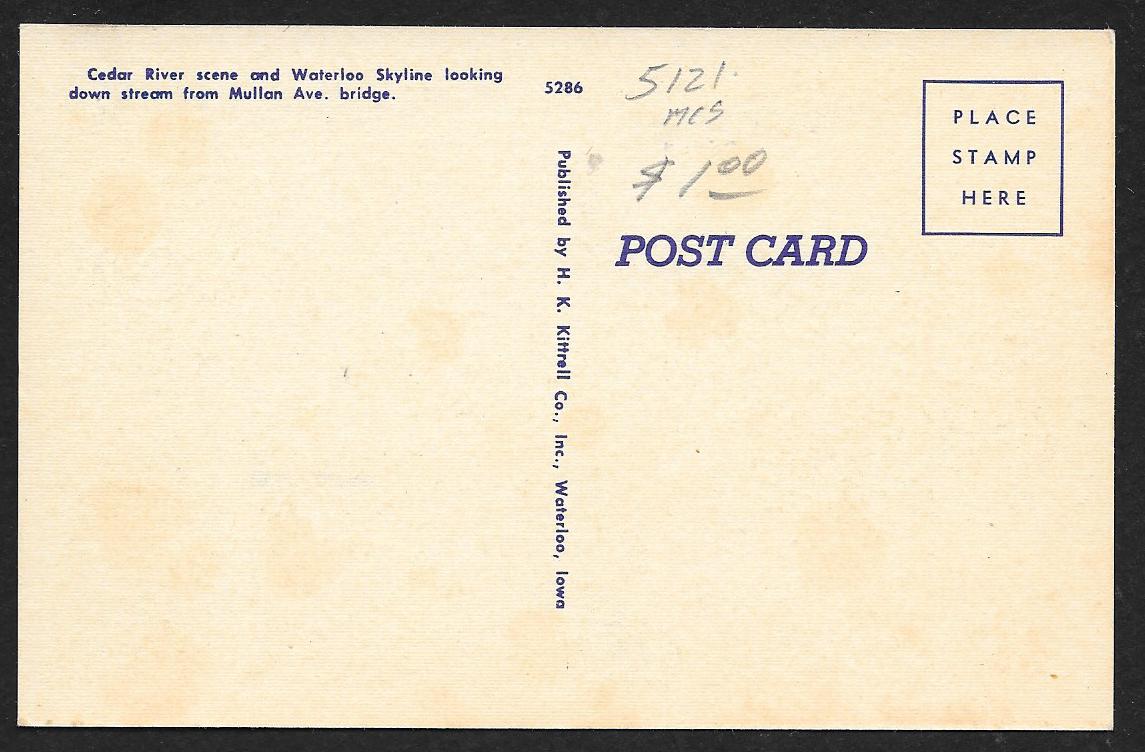 Cedar River scene and Waterloo Skyline looking
down stream from Mullan Ave. bridge.
5286
5121.
MCS
$1.00
PLACE
STAMP
HERE
POST CARD
Published by H. K. Kittrell Co., Inc., Waterloo, Iowa